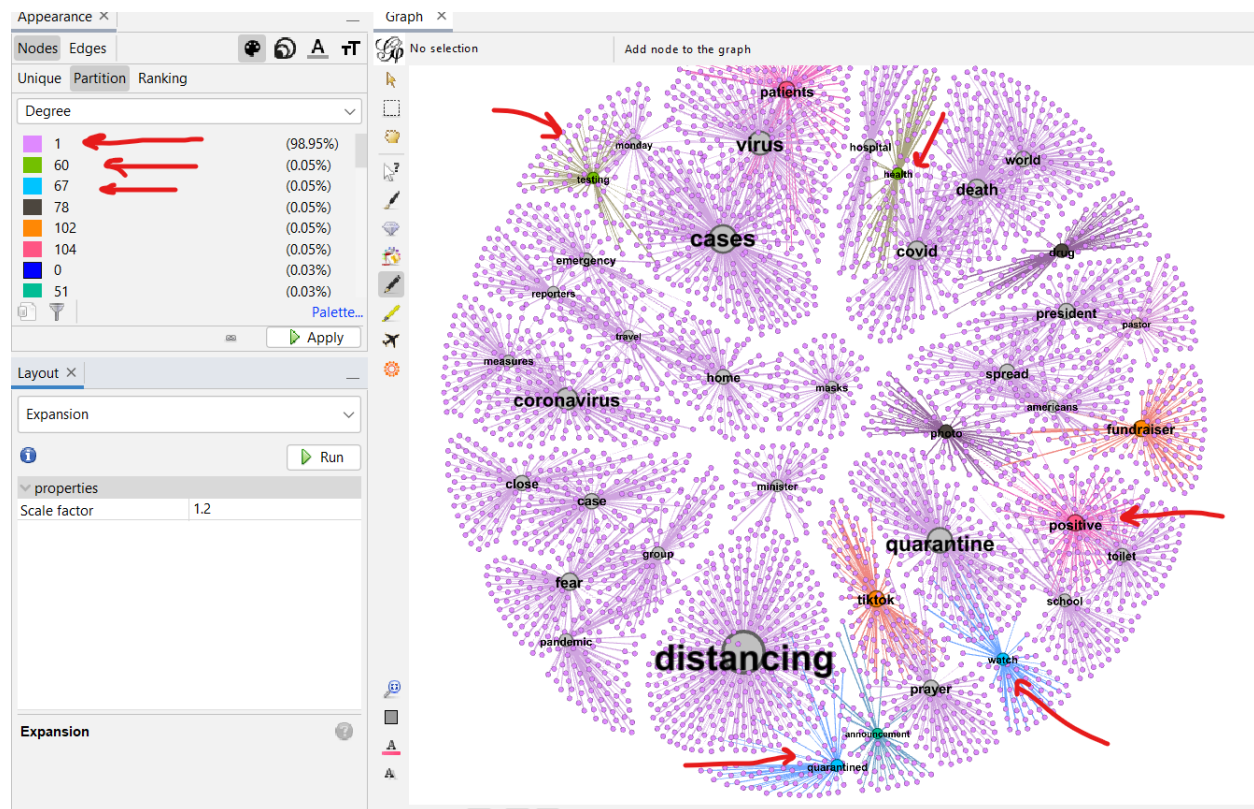 Appearance ×
Graph ×
Nodes Edges
A
тT
No selection
Add node to the graph
Unique Partition Ranking
Degree
1 (98.95%)
60 (0.05%)
67 (0.05%)
78 (0.05%)
102 (0.05%)
104 (0.05%)
0 (0.03%)
51 (0.03%)
Palette...
Apply
Layout ×
Expansion
Run
properties
Scale factor 1.2
Expansion
?
A
A
patients
monday
virus
hospital
testing
health
world
death
cases
covid
drug
emergency
reporters
president
pastor
travel
measures
home
masks
spread
coronavirus
americans
photo
fundraiser
close
case
minister
positive
quarantine
toilet
group
fear
tiktok
school
pandemic
distancing
watch
prayer
announcement
quarantined